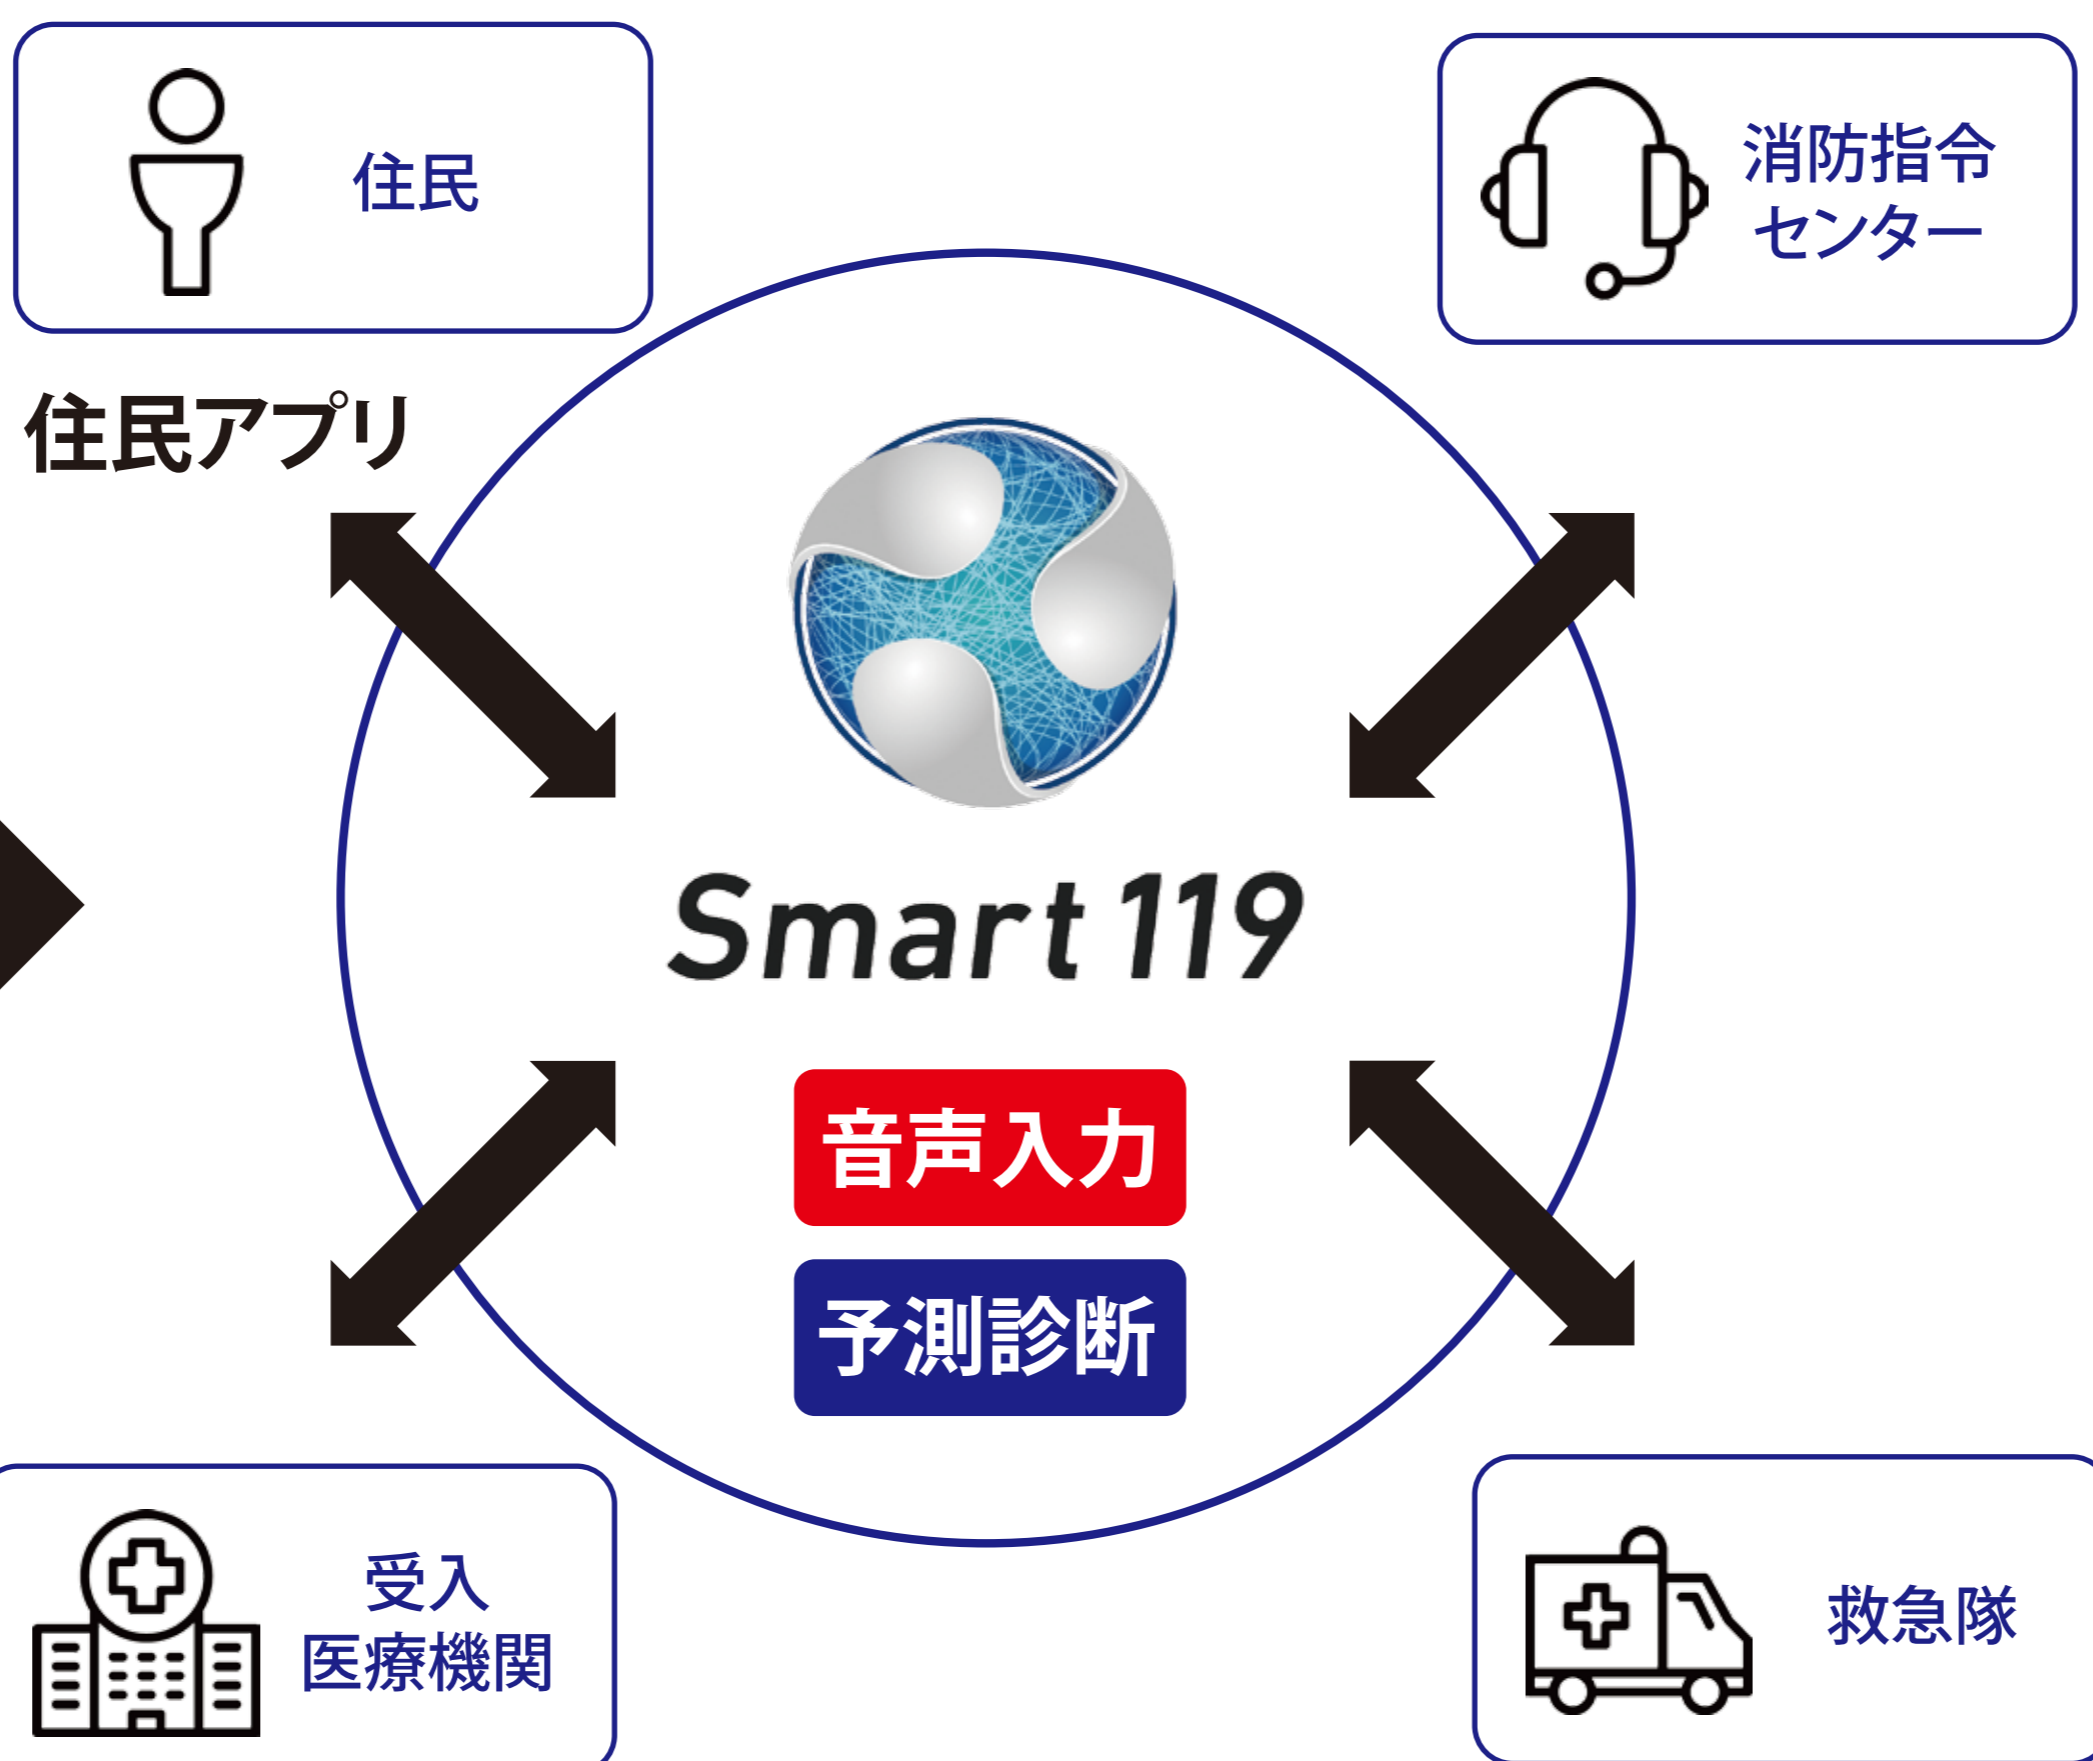 住民
消防指令
センター
住民アプリ
Smart 119
音声入力
予測診断
受入
医療機関
救急隊